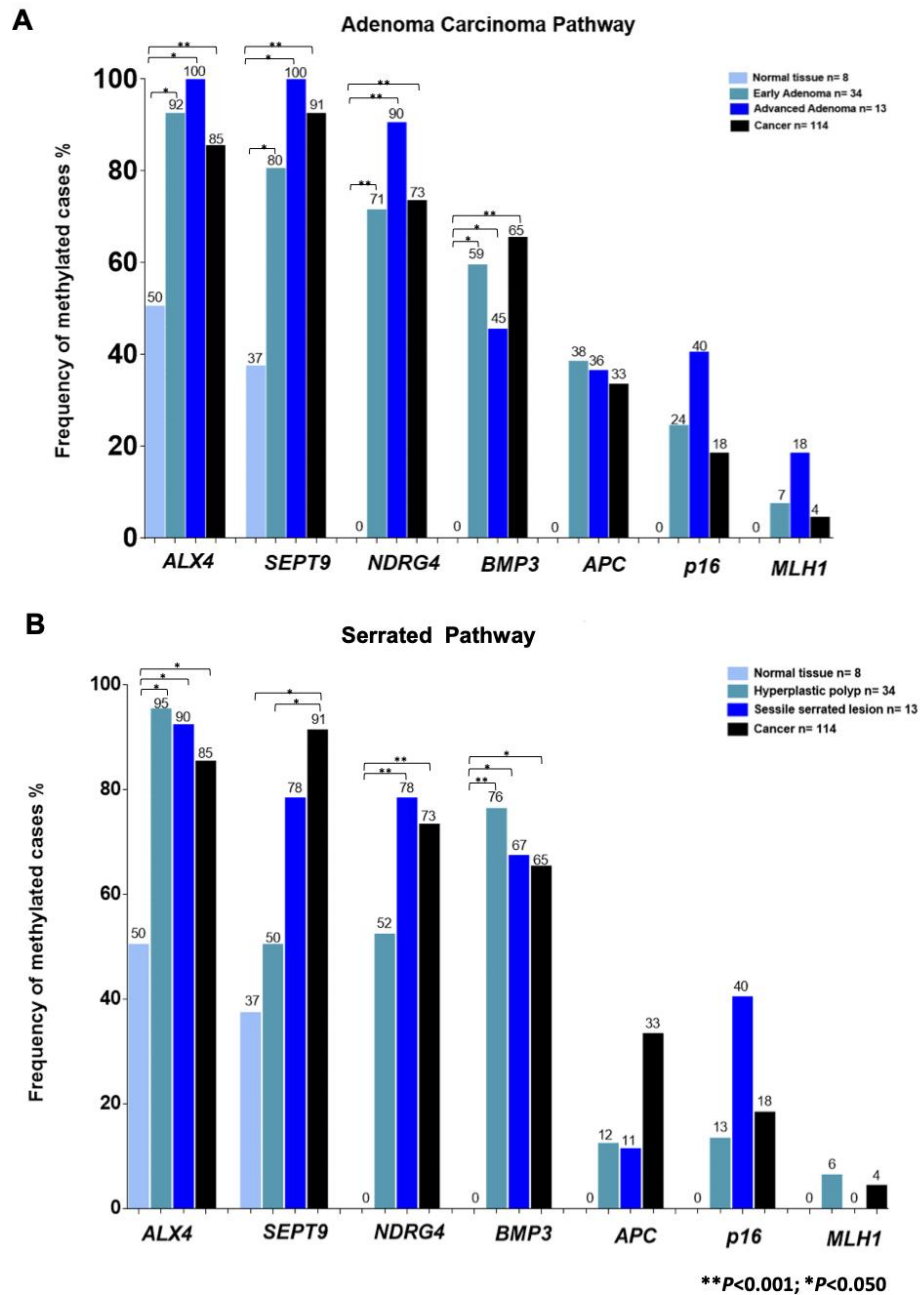 A
Adenoma Carcinoma Pathway
Frequency of methylated cases %
100
80
60
40
20
0
Normal tissue n= 8
Early Adenoma n= 34
Advanced Adenoma n= 13
Cancer n= 114
** * * ** * * ** ** ** ** * *
50 92 100 85
37 80 100 91
0 71 90 73
0 59 45 65
0 38 36 33
0 24 40 18
0 7 18 4
ALX4 SEPT9 NDRG4 BMP3 APC p16 MLH1
B
Serrated Pathway
Frequency of methylated cases %
100
80
60
40
20
0
Normal tissue n= 8
Hyperplastic polyp n= 34
Sessile serrated lesion n= 13
Cancer n= 114
* * * * * ** ** * * **
50 95 90 85
37 50 78 91
0 52 78 73
0 76 67 65
0 12 11 33
0 13 40 18
0 6 0 4
ALX4 SEPT9 NDRG4 BMP3 APC p16 MLH1
**P<0.001; *P<0.050